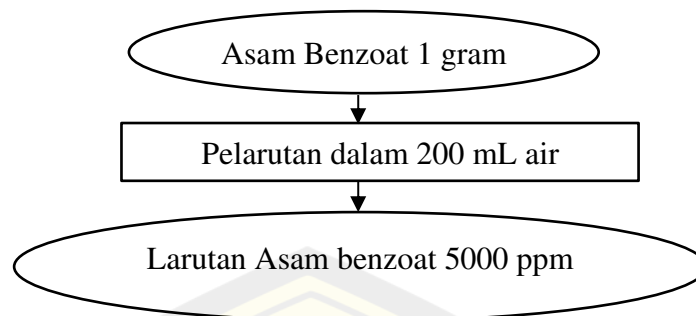 Asam Benzoat 1 gram
Pelarutan dalam 200 mL air
Larutan Asam benzoat 5000 ppm